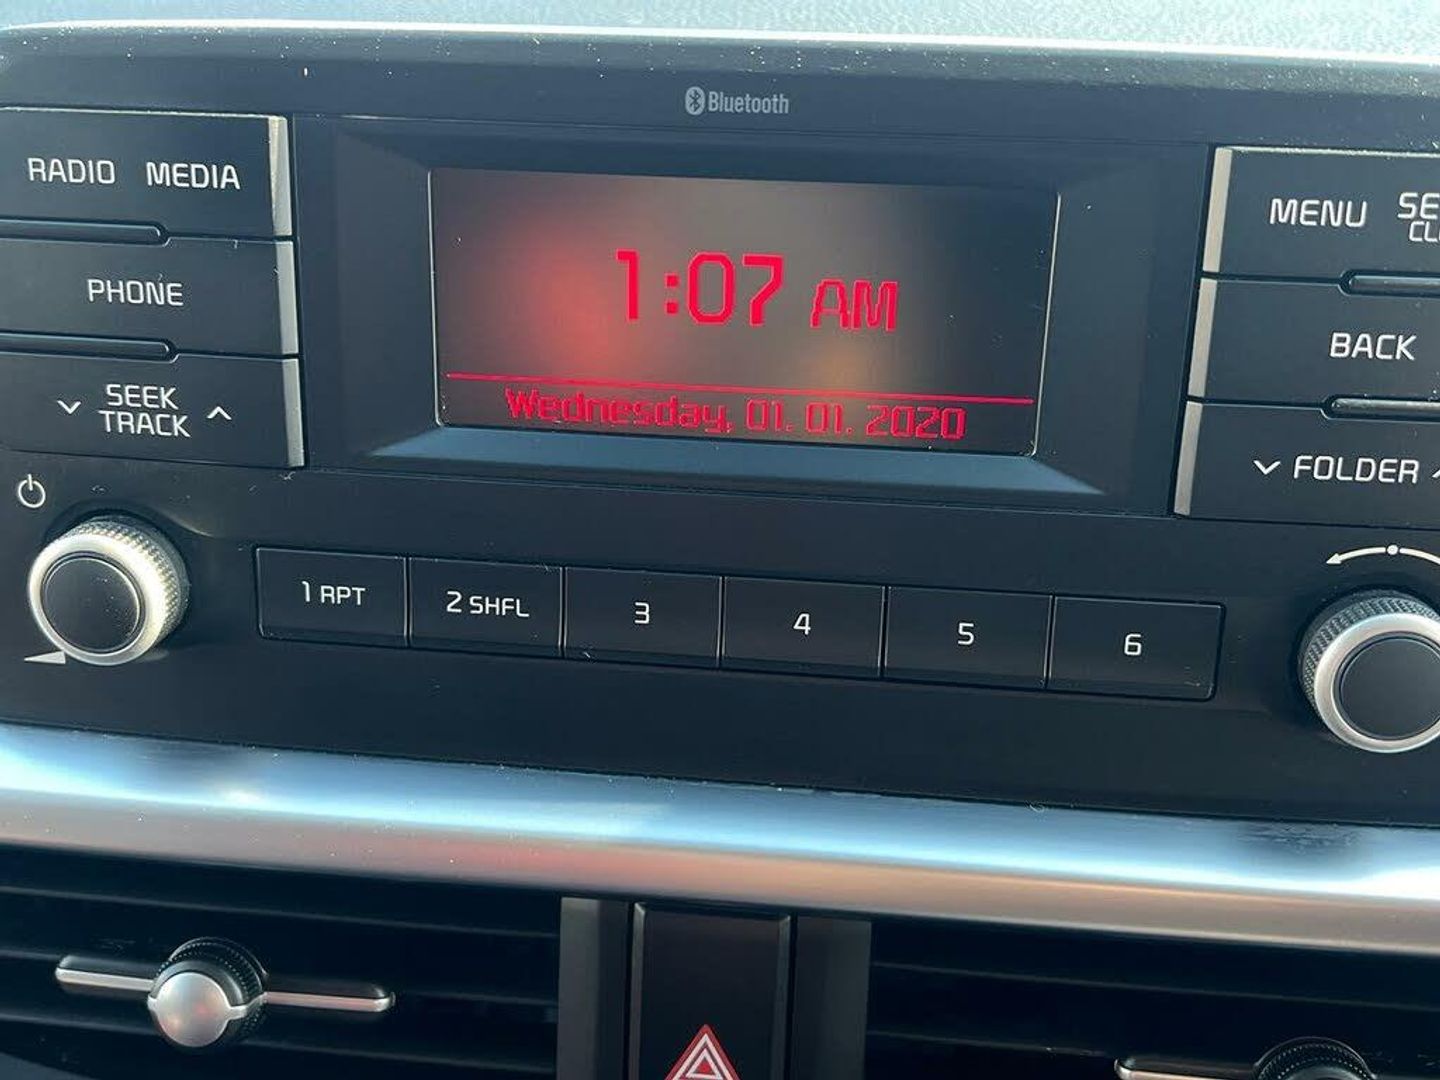 Bluetooth
RADIO MEDIA
PHONE
SEEK
TRACK
1:07 AM
Wednesday, 01. 01. 2020
MENU
BACK
FOLDER
1 RPT 2 SHFL 3 4 5 6